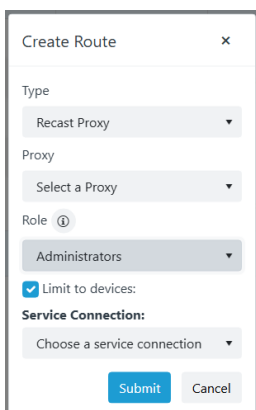 Create Route ×
Type
Recast Proxy
Proxy
Select a Proxy
Role
Administrators
Limit to devices:
Service Connection:
Choose a service connection
Submit Cancel